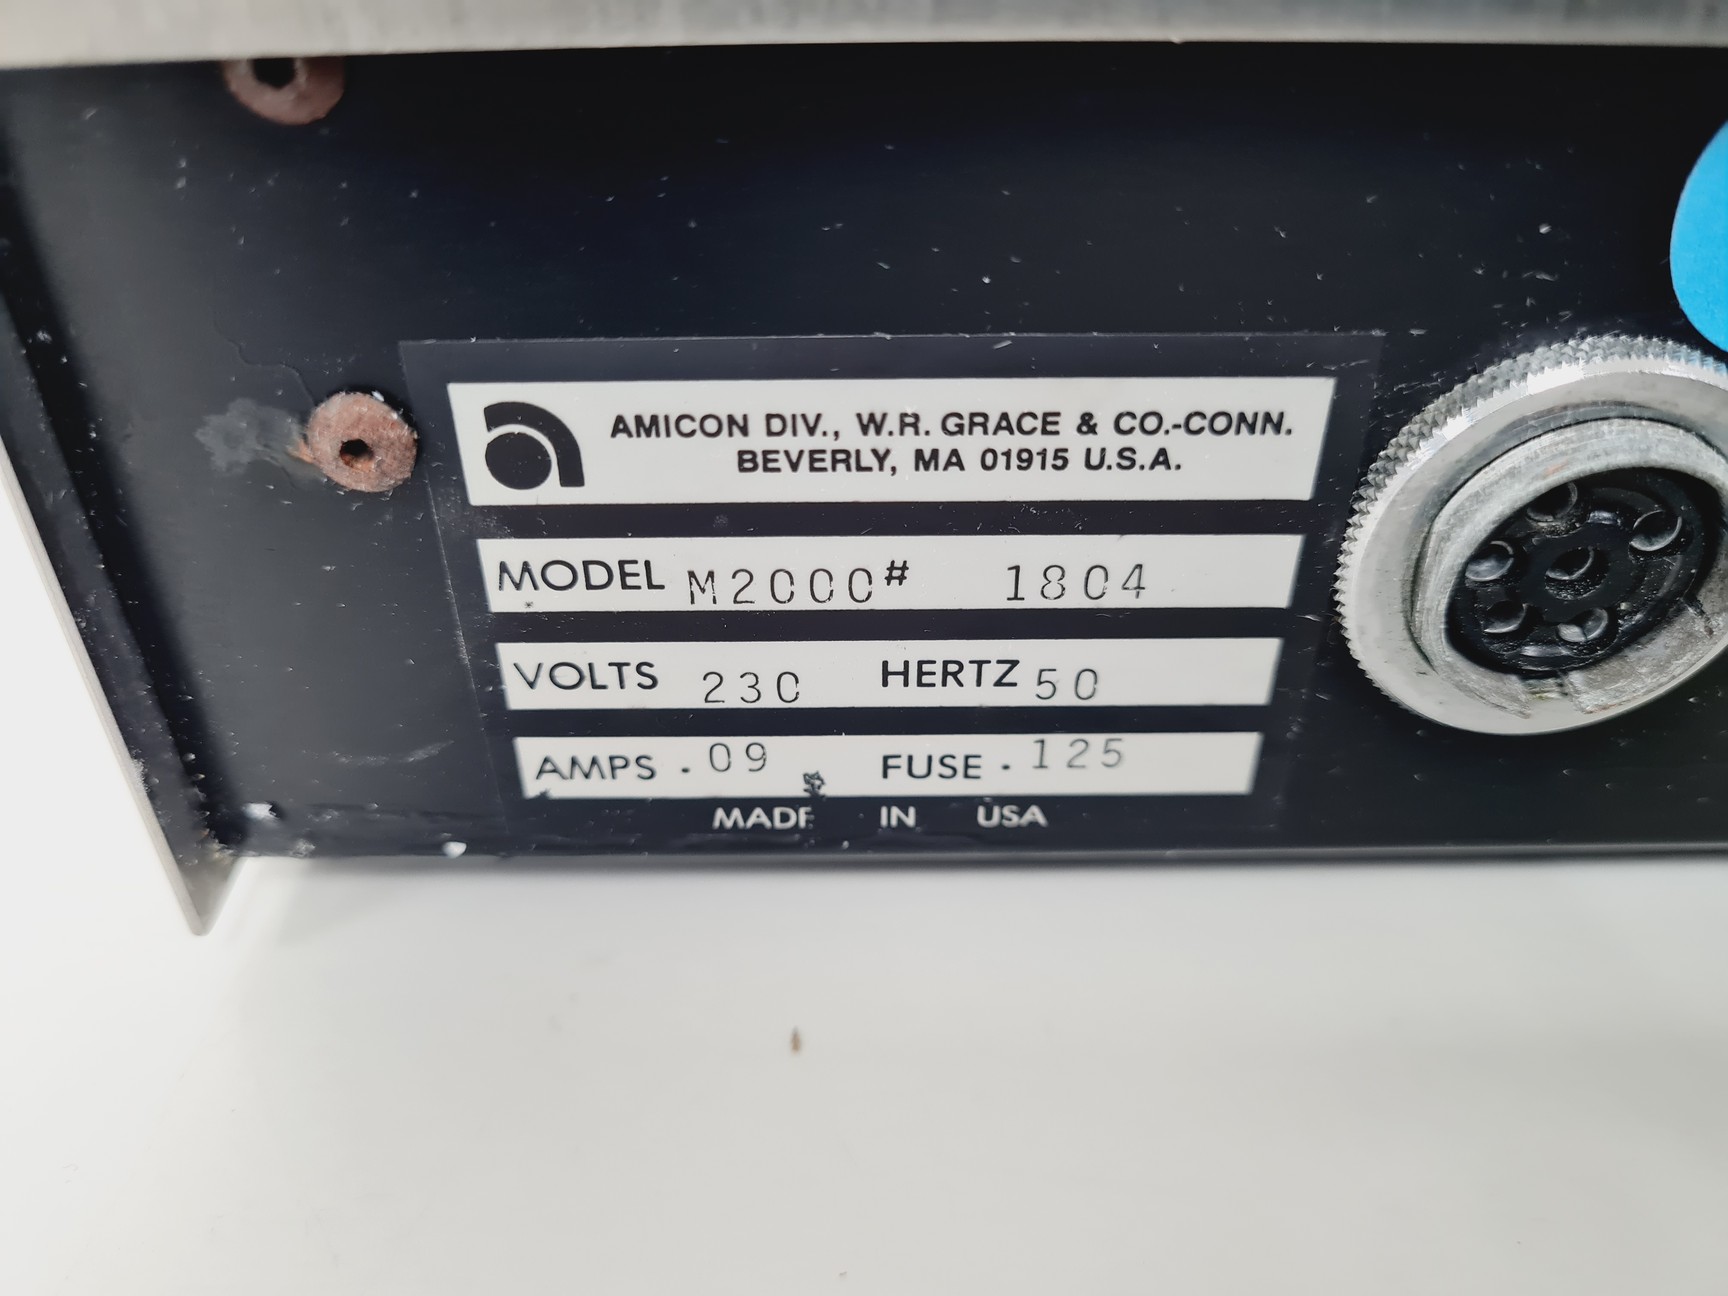 AMICON DIV., W.R. GRACE & CO.-CONN.
BEVERLY, MA 01915 U.S.A.
MODEL M2000# 1804
VOLTS 230 HERTZ 50
AMPS .09 FUSE .125
MADE IN USA